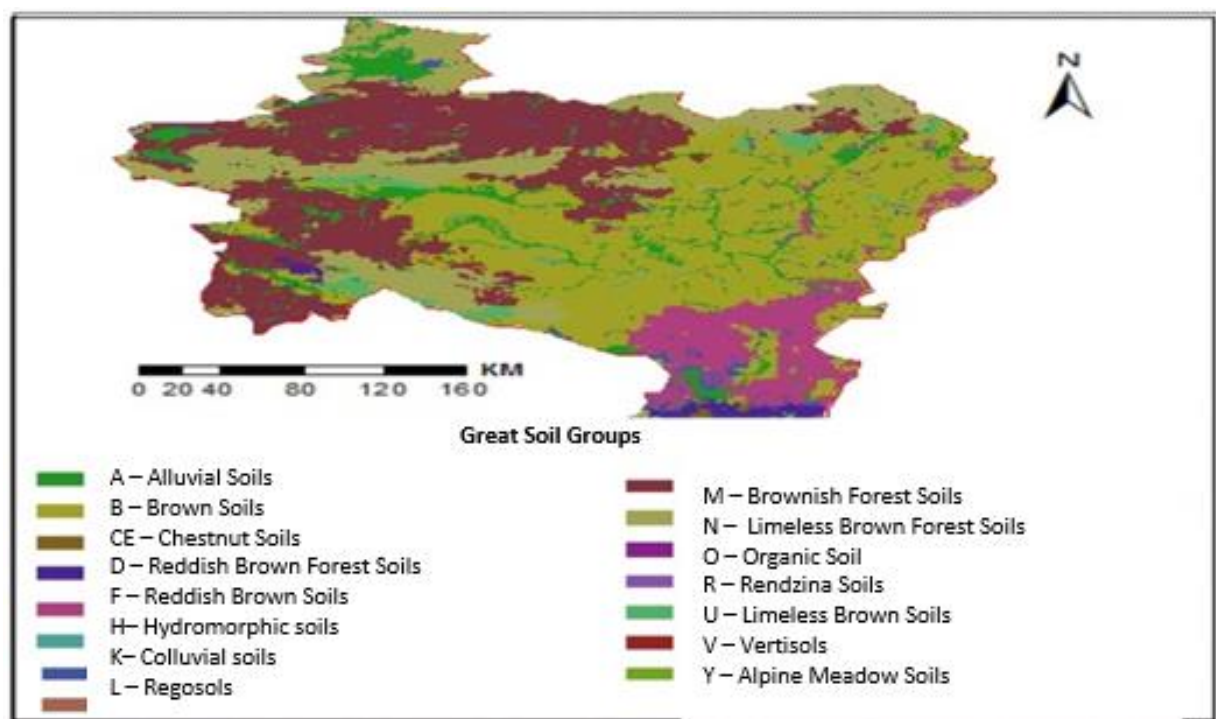 N
KM
0 20 40 80 120 160
Great Soil Groups
A – Alluvial Soils
B – Brown Soils
CE – Chestnut Soils
D – Reddish Brown Forest Soils
F – Reddish Brown Soils
H– Hydromorphic soils
K– Colluvial soils
L – Regosols
M – Brownish Forest Soils
N – Limeless Brown Forest Soils
O – Organic Soil
R – Rendzina Soils
U – Limeless Brown Soils
V – Vertisols
Y – Alpine Meadow Soils